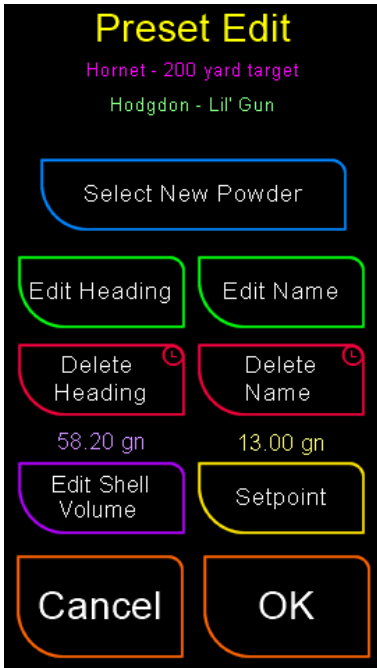 Preset Edit
Hornet - 200 yard target
Hodgdon - Lil' Gun
Select New Powder
Edit Heading
Edit Name
Delete
Heading
Delete
Name
58.20 gn
13.00 gn
Edit Shell
Volume
Setpoint
Cancel
OK